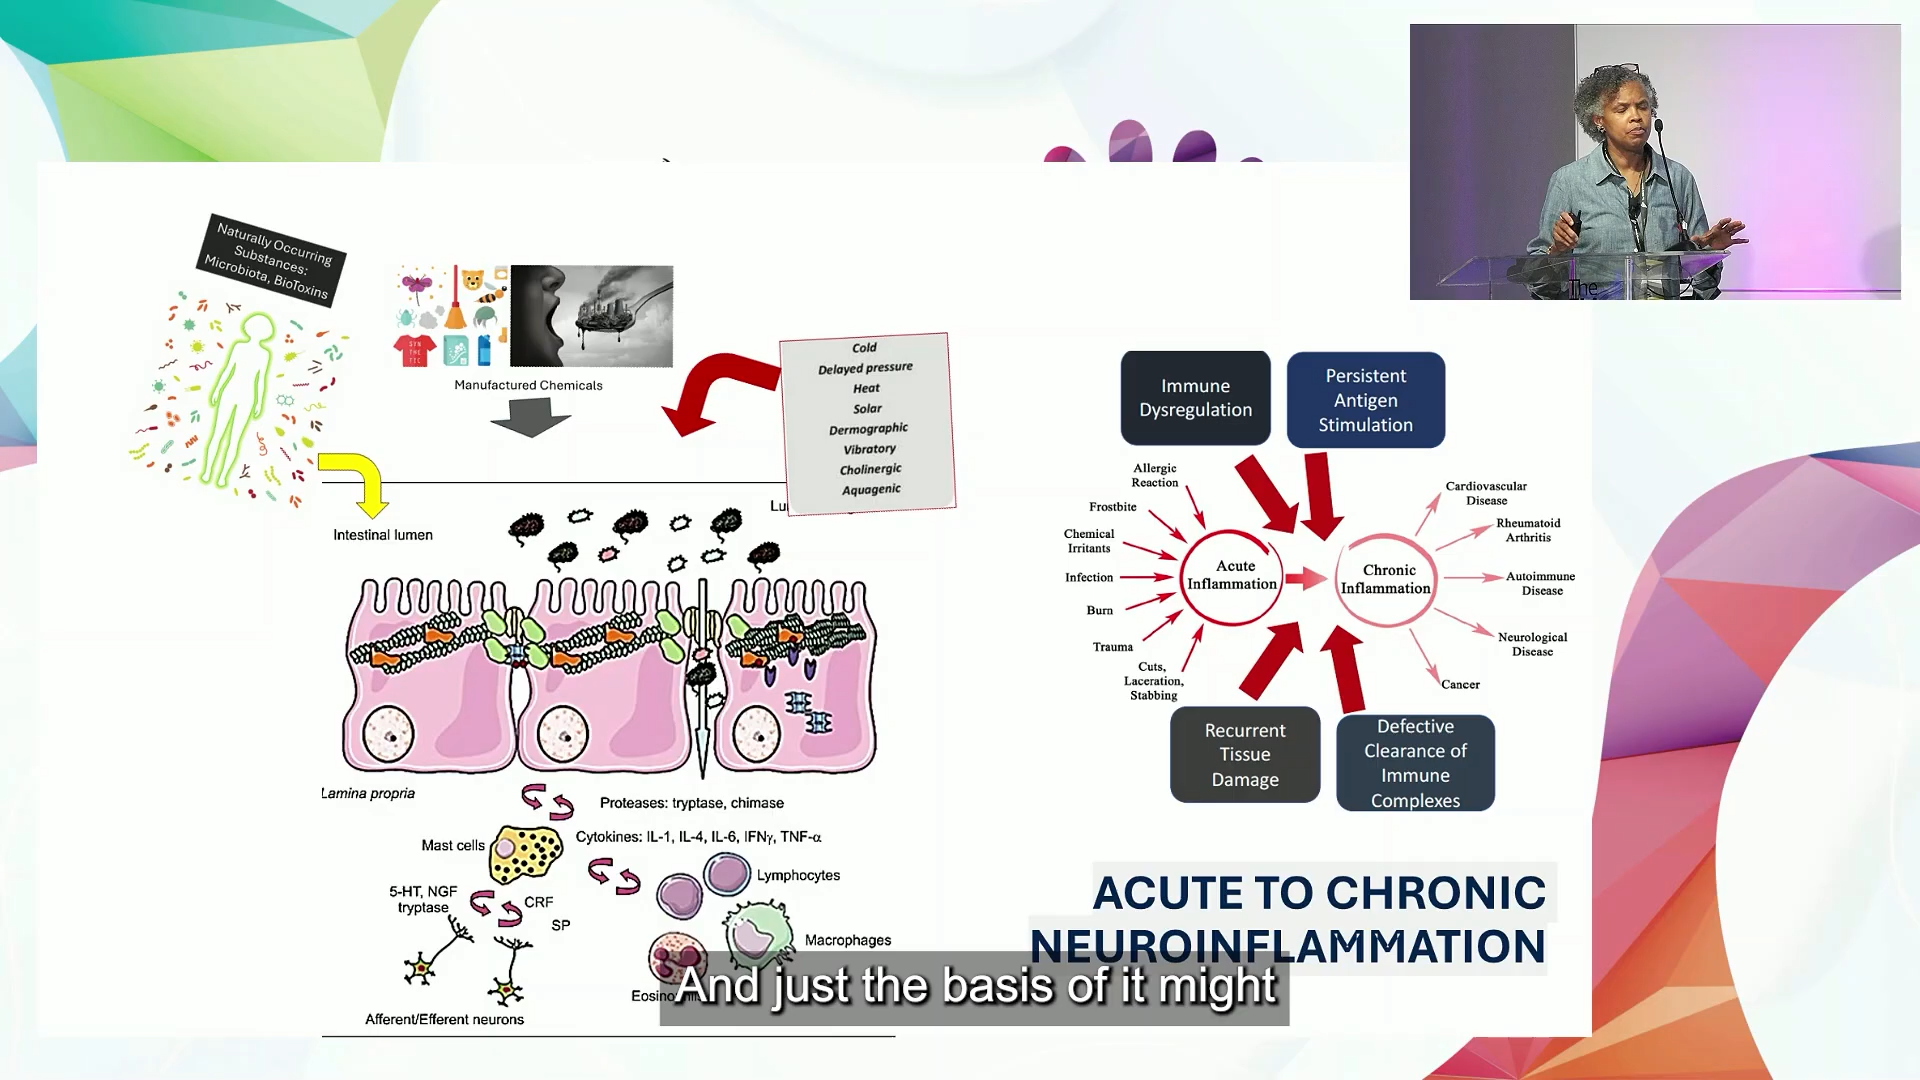 Naturally Occurring
Substances:
Microbiota, BioToxins
SYN
THE
TIC
Manufactured Chemicals
Cold
Delayed pressure
Heat
Solar
Dermographic
Vibratory
Cholinergic
Aquagenic
Intestinal lumen
Lamina propria
Proteases: tryptase, chimase
Mast cells
Cytokines: IL-1, IL-4, IL-6, IFNγ, TNF-α
Lymphocytes
5-HT, NGF
tryptase
CRF
SP
Macrophages
Afferent/Efferent neurons
Immune
Dysregulation
Persistent
Antigen
Stimulation
Allergic
Reaction
Frostbite
Chemical
Irritants
Infection
Burn
Trauma
Cuts,
Laceration,
Stabbing
Acute
Inflammation
Chronic
Inflammation
Cardiovascular
Disease
Rheumatoid
Arthritis
Autoimmune
Disease
Neurological
Disease
Cancer
Recurrent
Tissue
Damage
Defective
Clearance of
Immune
Complexes
ACUTE TO CHRONIC
NEUROINFLAMMATION
And just the basis of it might
The